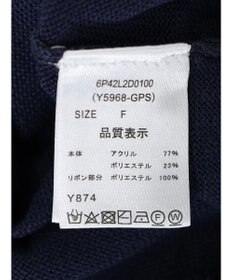 6P42L2D0100
(Y5968-GPS)
SIZE F
品質表示
本体 アクリル 77%
ポリエステル 23%
リボン部分 ポリエステル 100%
Y874